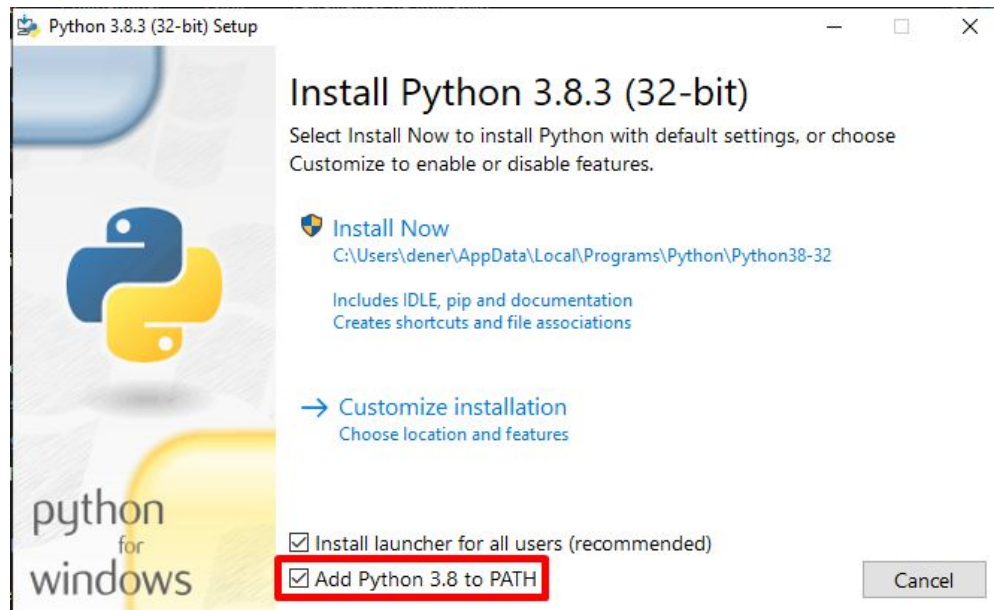 Python 3.8.3 (32-bit) Setup
Install Python 3.8.3 (32-bit)
Select Install Now to install Python with default settings, or choose
Customize to enable or disable features.
Install Now
C:\Users\dener\AppData\Local\Programs\Python\Python38-32
Includes IDLE, pip and documentation
Creates shortcuts and file associations
Customize installation
Choose location and features
python
for
windows
Install launcher for all users (recommended)
Add Python 3.8 to PATH
Cancel